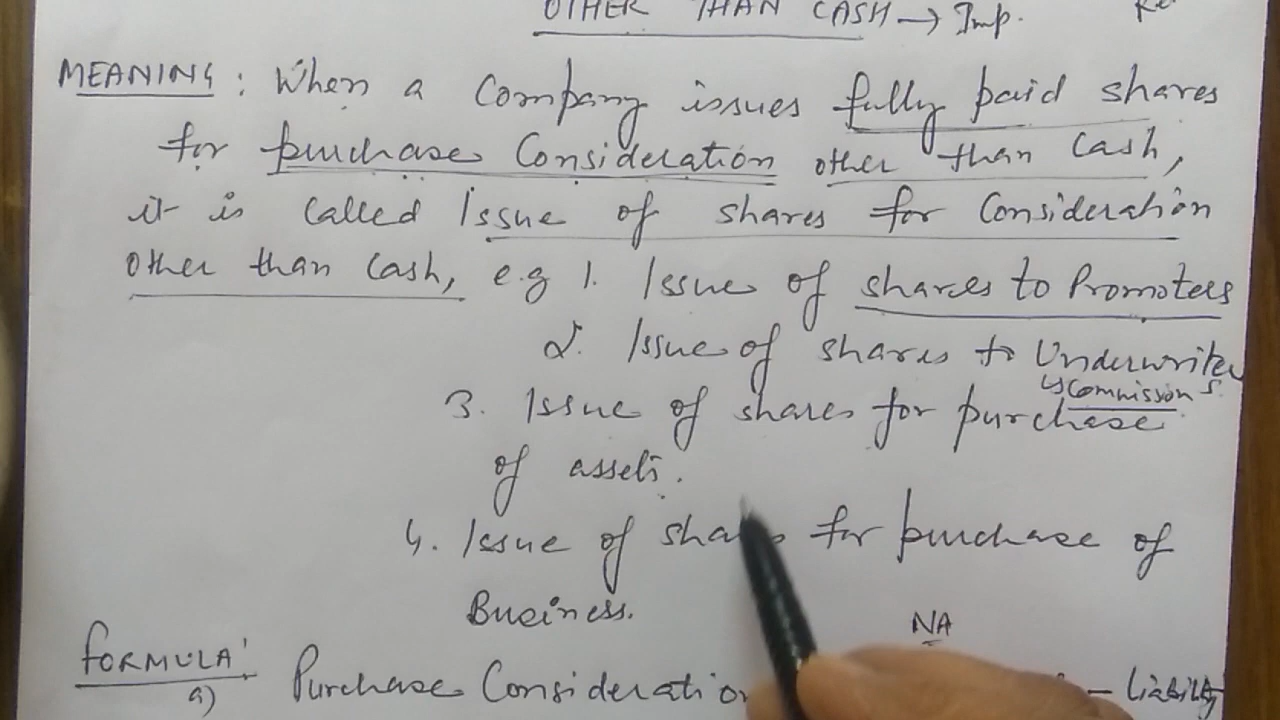 OTHER THAN CASH → Imp.
MEANING : When a Company issues fully paid shares
for purchase Consideration other than Cash,
it is Called Issue of shares for Consideration
other than Cash, e.g 1. Issue of shares to Promoters
2. Issue of shares to Underwriter
↳ Commission
3. Issue of shares for purchase
of assets.
4. Issue of for purchase of
Business.
NA
FORMULA :
a) Purchase Consideration – Liability